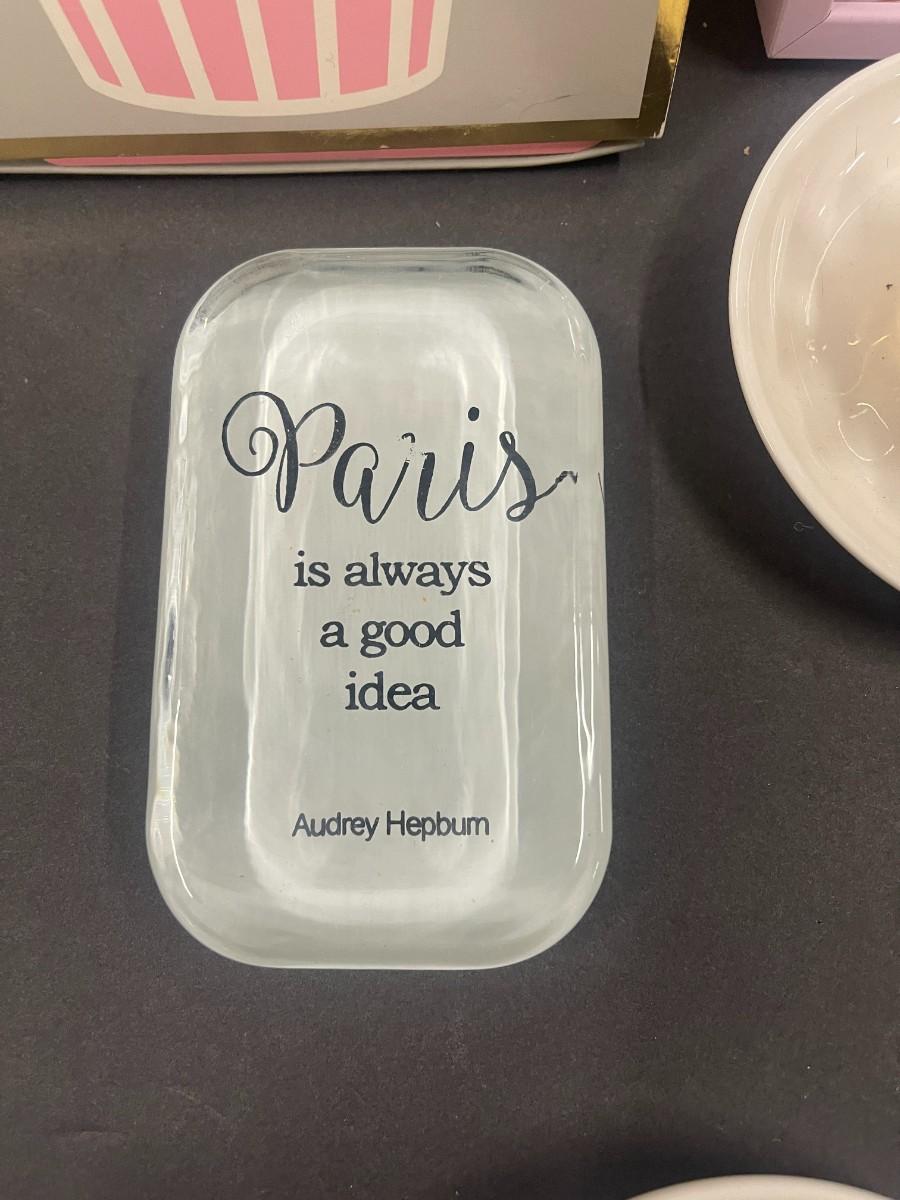 Paris
is always
a good
idea
Audrey Hepburn